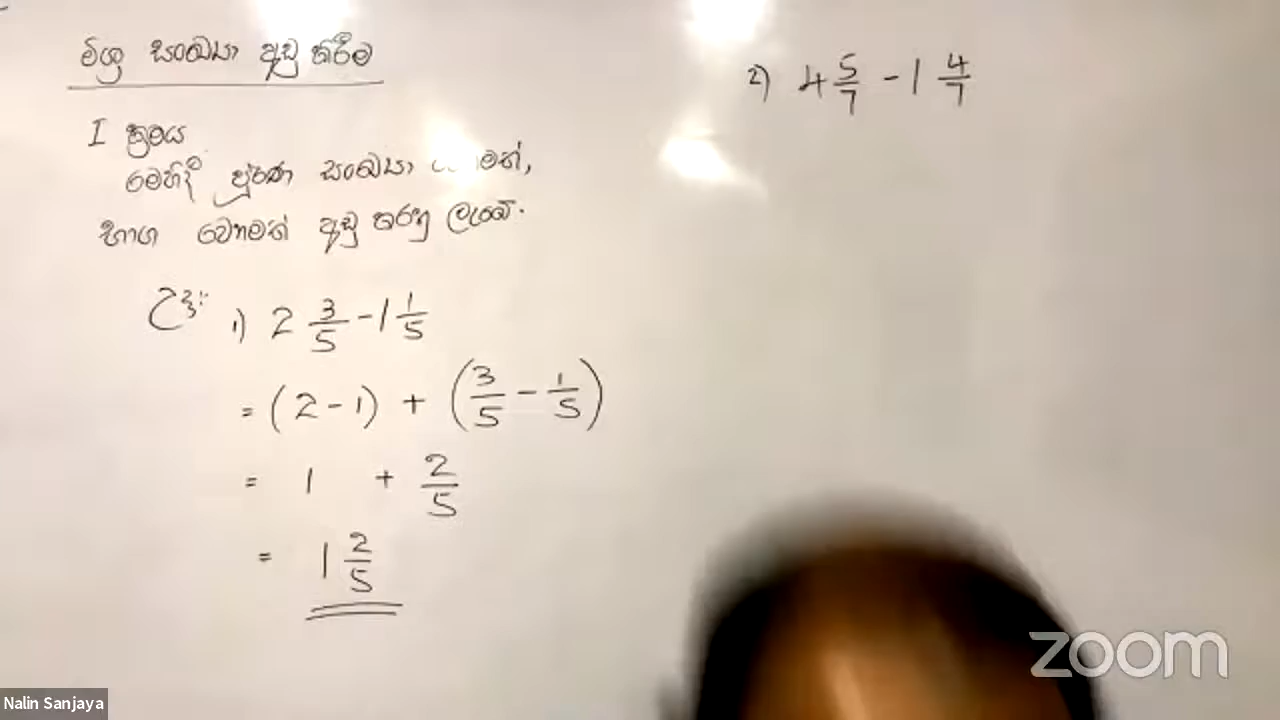 මිශ්‍ර සංඛ්‍යා අඩු කිරීම
I ක්‍රමය
මෙහිදී පූර්ණ සංඛ්‍යා
භාග වෙනමත් අඩු කරනු ලැබේ.
උදා: 1) 2 3/5 - 1 1/5
= (2 - 1) + (3/5 - 1/5)
= 1 + 2/5
= 1 2/5
2) 4 5/7 - 1 4/7
zoom
Nalin Sanjaya